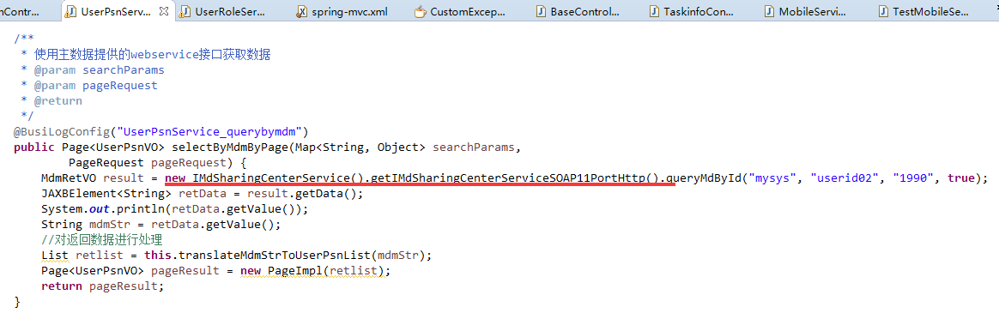 nContr... UserPsnServ... UserRoleSer... spring-mvc.xml CustomExcep... BaseControl... TaskinfoCon... MobileServi... TestMobileSe...
/**
* 使用主数据提供的webservice接口获取数据
* @param searchParams
* @param pageRequest
* @return
*/
@BusiLogConfig("UserPsnService_querybymdm")
public Page<UserPsnVO> selectByMdmByPage(Map<String, Object> searchParams,
PageRequest pageRequest) {
MdmRetVO result = new IMdSharingCenterService().getIMdSharingCenterServiceSOAP11PortHttp().queryMdById("mysys", "userid02", "1990", true);
JAXBElement<String> retData = result.getData();
System.out.println(retData.getValue());
String mdmStr = retData.getValue();
//对返回数据进行处理
List retlist = this.translateMdmStrToUserPsnList(mdmStr);
Page<UserPsnVO> pageResult = new PageImpl(retlist);
return pageResult;
}